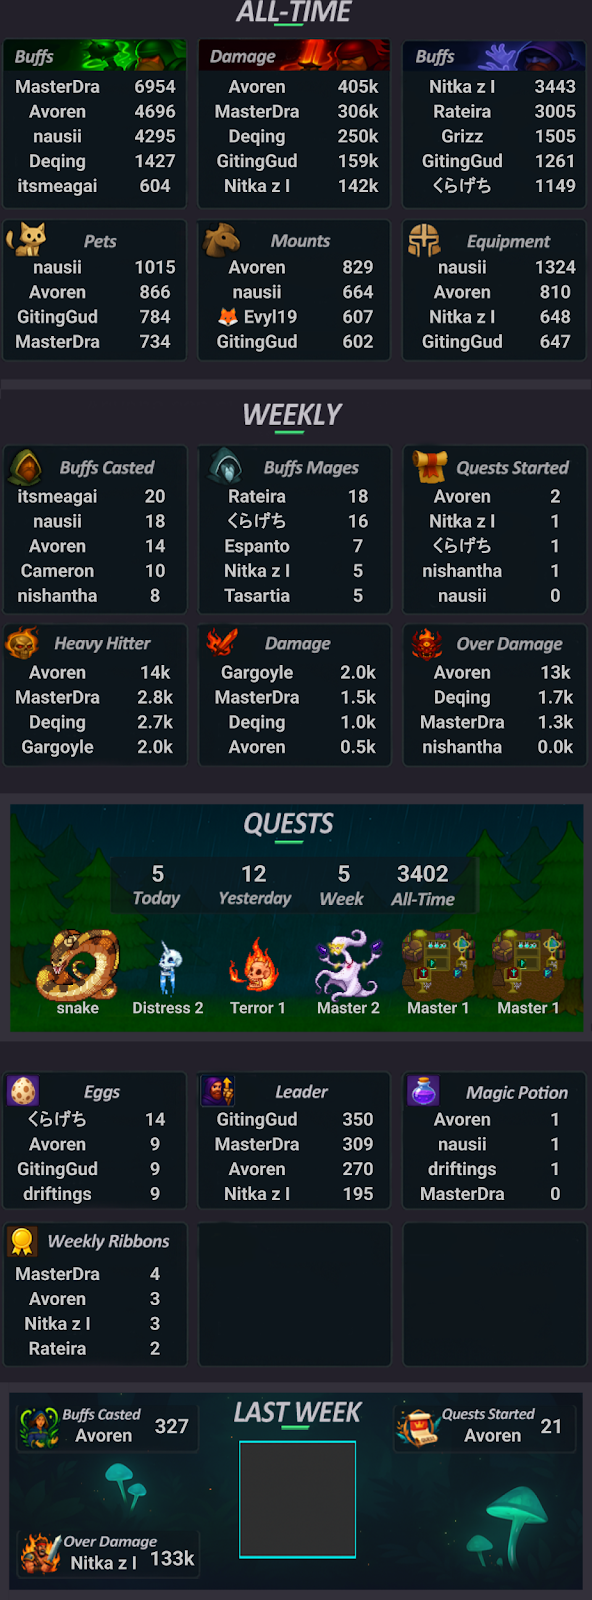 ALL-TIME
Buffs Damage Buffs
MasterDra 6954 Avoren 405k Nitka z I 3443
Avoren 4696 MasterDra 306k Rateira 3005
nausii 4295 Deqing 250k Grizz 1505
Deqing 1427 GitingGud 159k GitingGud 1261
itsmeagai 604 Nitka z I 142k くらげち 1149
Pets Mounts Equipment
nausii 1015 Avoren 829 nausii 1324
Avoren 866 nausii 664 Avoren 810
GitingGud 784 🦊 Evyl19 607 Nitka z I 648
MasterDra 734 GitingGud 602 GitingGud 647
WEEKLY
Buffs Casted Buffs Mages Quests Started
itsmeagai 20 Rateira 18 Avoren 2
nausii 18 くらげち 16 Nitka z I 1
Avoren 14 Espanto 7 くらげち 1
Cameron 10 Nitka z I 5 nishantha 1
nishantha 8 Tasartia 5 nausii 0
Heavy Hitter Damage Over Damage
Avoren 14k Gargoyle 2.0k Avoren 13k
MasterDra 2.8k MasterDra 1.5k Deqing 1.7k
Deqing 2.7k Deqing 1.0k MasterDra 1.3k
Gargoyle 2.0k Avoren 0.5k nishantha 0.0k
QUESTS
5 12 5 3402
Today Yesterday Week All-Time
snake Distress 2 Terror 1 Master 2 Master 1 Master 1
Eggs Leader Magic Potion
くらげち 14 GitingGud 350 Avoren 1
Avoren 9 MasterDra 309 nausii 1
GitingGud 9 Avoren 270 driftings 1
driftings 9 Nitka z I 195 MasterDra 0
Weekly Ribbons
MasterDra 4
Avoren 3
Nitka z I 3
Rateira 2
LAST WEEK
Buffs Casted
Avoren 327
Quests Started
Avoren 21
Over Damage
Nitka z I 133k